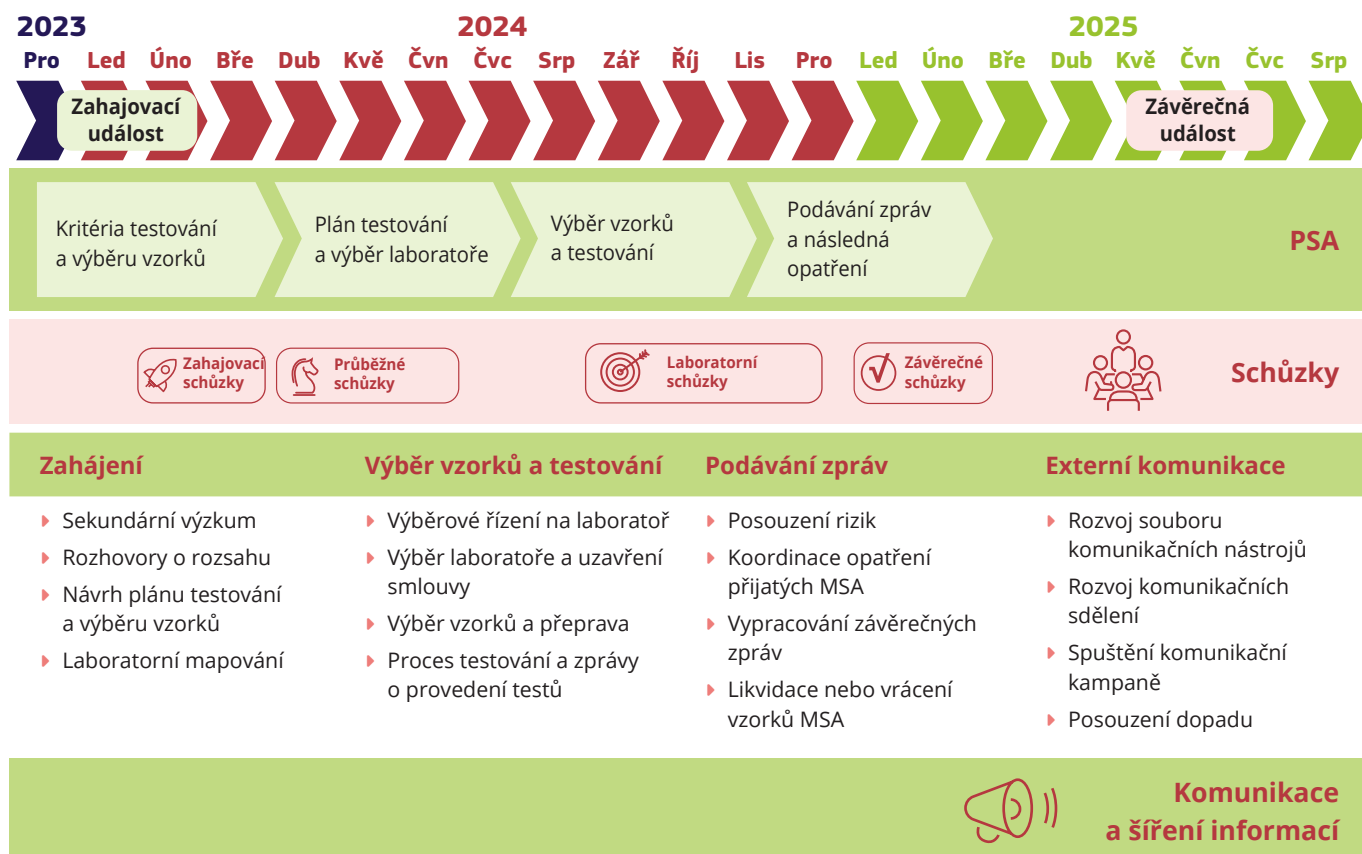 2023
2024
2025
Pro Led Úno Bře Dub Kvě Čvn Čvc Srp Zář Říj Lis Pro Led Úno Bře Dub Kvě Čvn Čvc Srp
Zahajovací
událost
Závěrečná
událost
Kritéria testování
a výběru vzorků
Plán testování
a výběr laboratoře
Výběr vzorků
a testování
Podávání zpráv
a následná
opatření
PSA
Zahajovací
schůzky
Průběžné
schůzky
Laboratorní
schůzky
Závěrečné
schůzky
Schůzky
Zahájení
Sekundární výzkum
Rozhovory o rozsahu
Návrh plánu testování
a výběru vzorků
Laboratorní mapování
Výběr vzorků a testování
Výběrové řízení na laboratoř
Výběr laboratoře a uzavření
smlouvy
Výběr vzorků a přeprava
Proces testování a zprávy
o provedení testů
Podávání zpráv
Posouzení rizik
Koordinace opatření
přijatých MSA
Vypracování závěrečných
zpráv
Likvidace nebo vrácení
vzorků MSA
Externí komunikace
Rozvoj souboru
komunikačních nástrojů
Rozvoj komunikačních
sdělení
Spuštění komunikační
kampaně
Posouzení dopadu
Komunikace
a šíření informací